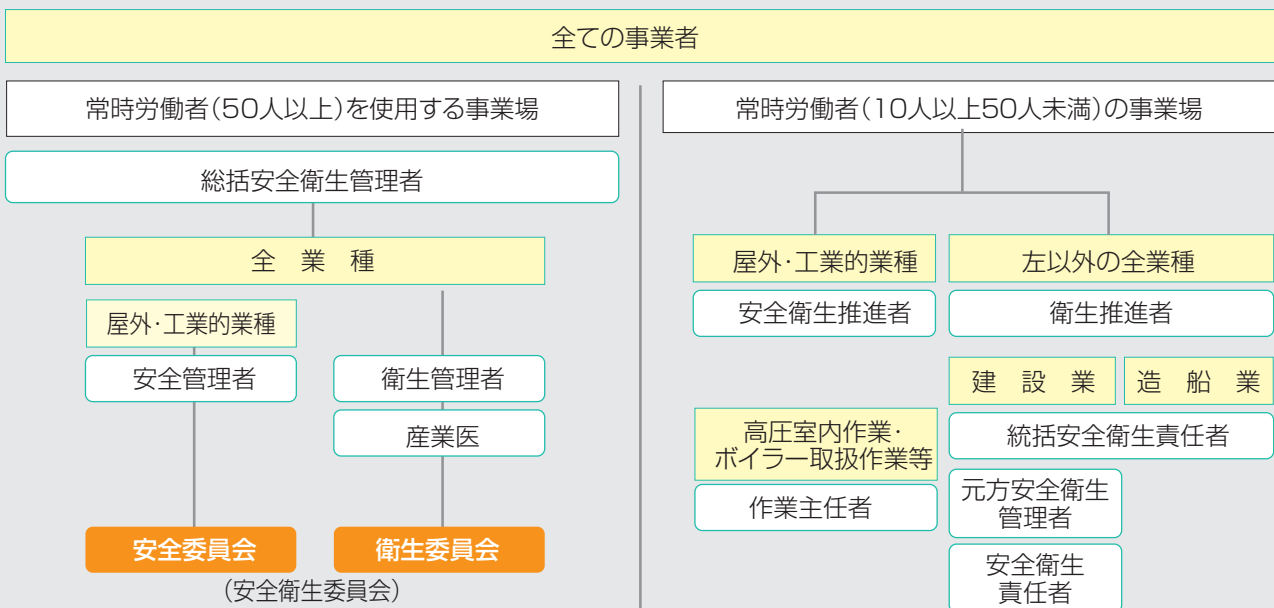 全ての事業者
常時労働者(50人以上)を使用する事業場
総括安全衛生管理者
全業種
屋外・工業的業種
安全管理者
衛生管理者
産業医
安全委員会
衛生委員会
(安全衛生委員会)
常時労働者(10人以上50人未満)の事業場
屋外・工業的業種
左以外の全業種
安全衛生推進者
衛生推進者
建設業
造船業
高圧室内作業・
ボイラー取扱作業等
統括安全衛生責任者
作業主任者
元方安全衛生
管理者
安全衛生
責任者